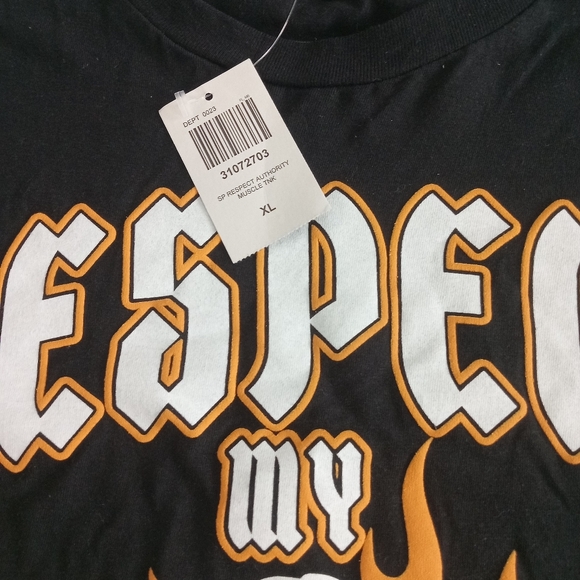 DEPT 0023
31072703
SP RESPECT AUTHORITY
MUSCLE TNK
XL
ESPEC
MY